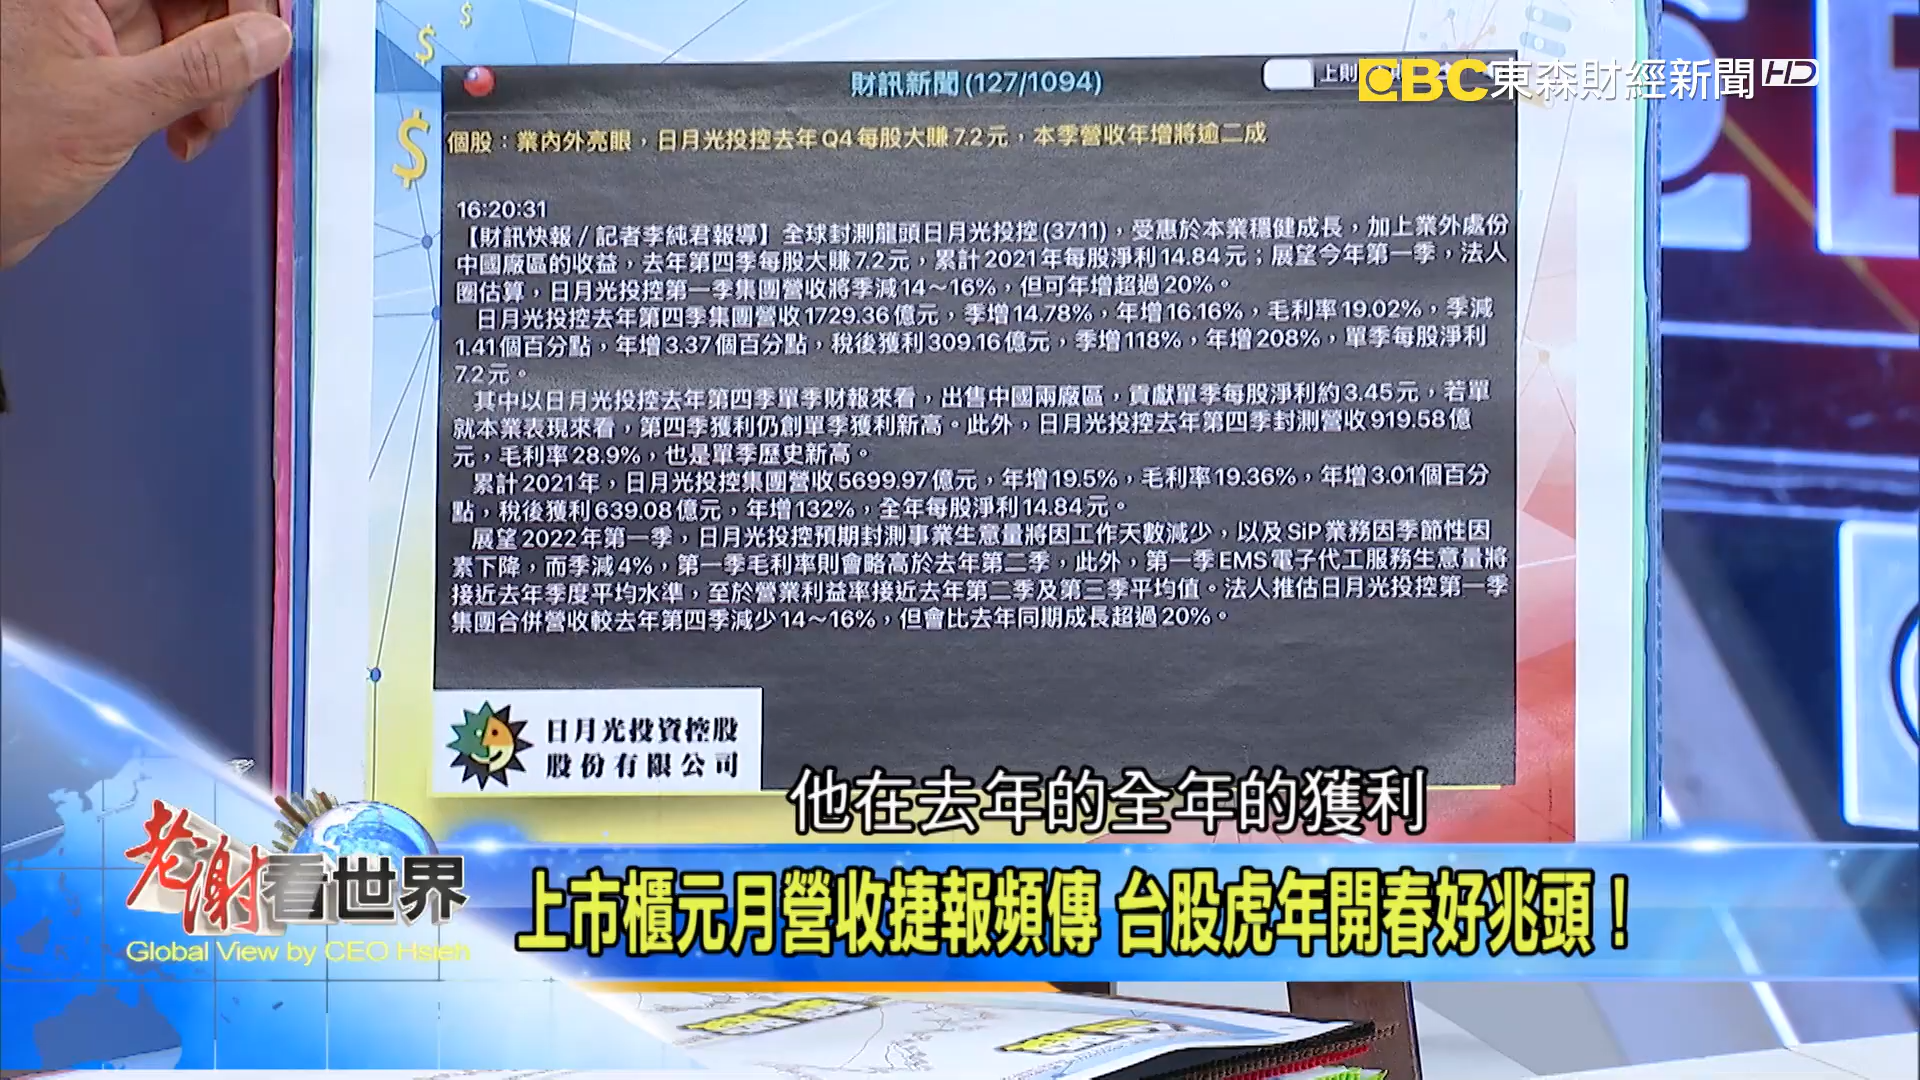 財訊新聞(127/1094)
上則
EBC東森財經新聞HD
個股：業內外亮眼，日月光投控去年Q4每股大賺7.2元，本季營收年增將逾二成
16:20:31
【財訊快報／記者李純君報導】全球封測龍頭日月光投控(3711)，受惠於本業穩健成長，加上業外處份
中國廠區的收益，去年第四季每股大賺7.2元，累計2021年每股淨利14.84元；展望今年第一季，法人
圈估算，日月光投控第一季集團營收將季減14～16%，但可年增超過20%。
日月光投控去年第四季集團營收1729.36億元，季增14.78%，年增16.16%，毛利率19.02%，季減
1.41個百分點，年增3.37個百分點，稅後獲利309.16億元，季增118%，年增208%，單季每股淨利
7.2元。
其中以日月光投控去年第四季單季財報來看，出售中國兩廠區，貢獻單季每股淨利約3.45元，若單
就本業表現來看，第四季獲利仍創單季獲利新高。此外，日月光投控去年第四季封測營收919.58億
元，毛利率28.9%，也是單季歷史新高。
累計2021年，日月光投控集團營收5699.97億元，年增19.5%，毛利率19.36%，年增3.01個百分
點，稅後獲利639.08億元，年增132%，全年每股淨利14.84元。
展望2022年第一季，日月光投控預期封測事業生意量將因工作天數減少，以及SiP業務因季節性因
素下降，而季減4%，第一季毛利率則會略高於去年第二季，此外，第一季EMS電子代工服務生意量將
接近去年季度平均水準，至於營業利益率接近去年第二季及第三季平均值。法人推估日月光投控第一季
集團合併營收較去年第四季減少14～16%，但會比去年同期成長超過20%。
日月光投資控股
股份有限公司
他在去年的全年的獲利
老謝看世界
Global View by CEO Hsieh
上市櫃元月營收捷報頻傳 台股虎年開春好兆頭！